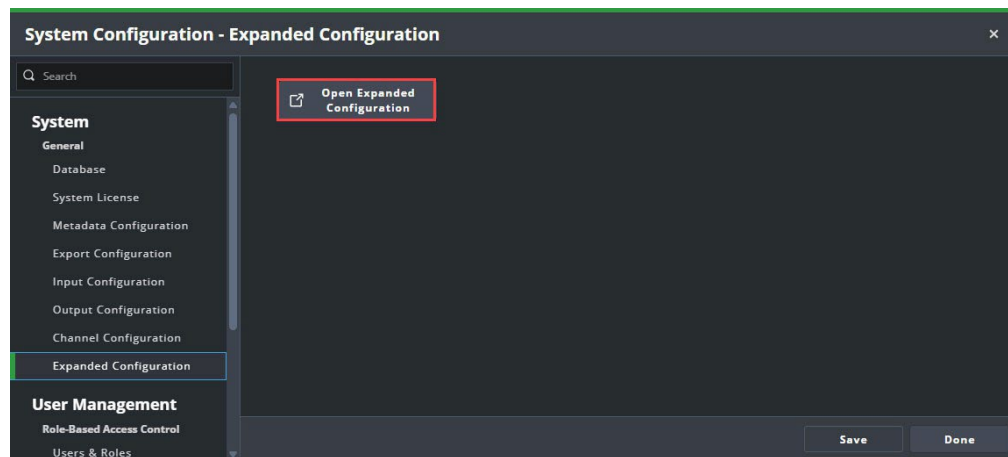 System Configuration - Expanded Configuration
Search
System
General
Database
System License
Metadata Configuration
Export Configuration
Input Configuration
Output Configuration
Channel Configuration
Expanded Configuration
User Management
Role-Based Access Control
Users & Roles
Open Expanded
Configuration
Save
Done